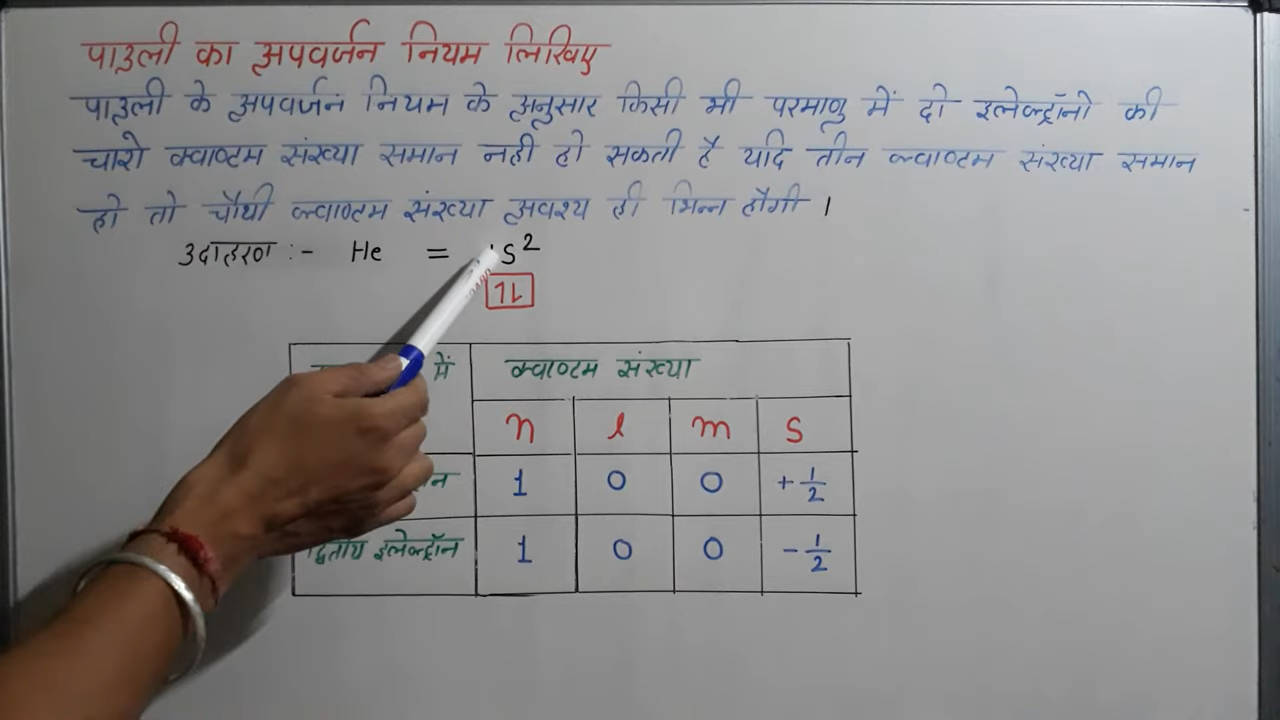 पाउली का अपवर्जन नियम लिखिए
पाउली के अपवर्जन नियम के अनुसार किसी भी परमाणु में दो इलेक्ट्रॉनो की
चारो क्वाण्टम संख्या समान नही हो सकती है यदि तीन क्वाण्टम संख्या समान
हो तो चौथी क्वाण्टम संख्या अवश्य ही भिन्न होगी ।
उदाहरण :- He = S²
↿⇂
में क्वाण्टम संख्या
n l m s
1 0 0 +1/2
द्वितीय इलेक्ट्रॉन 1 0 0 -1/2